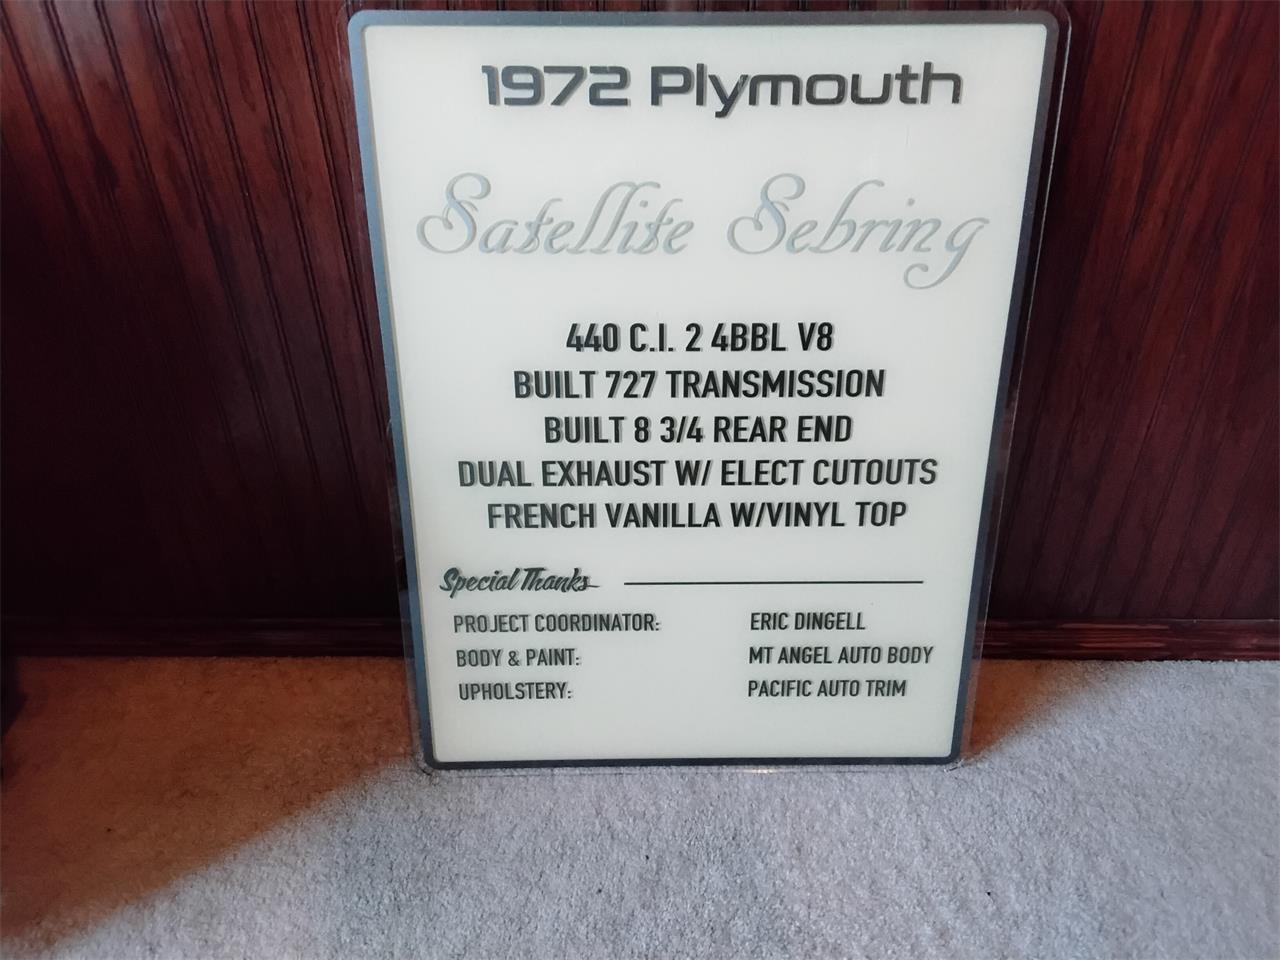 1972 Plymouth
Satellite Sebring
440 C.I. 2 4BBL V8
BUILT 727 TRANSMISSION
BUILT 8 3/4 REAR END
DUAL EXHAUST W/ ELECT CUTOUTS
FRENCH VANILLA W/VINYL TOP
Special Thanks
PROJECT COORDINATOR: ERIC DINGELL
BODY & PAINT: MT ANGEL AUTO BODY
UPHOLSTERY: PACIFIC AUTO TRIM